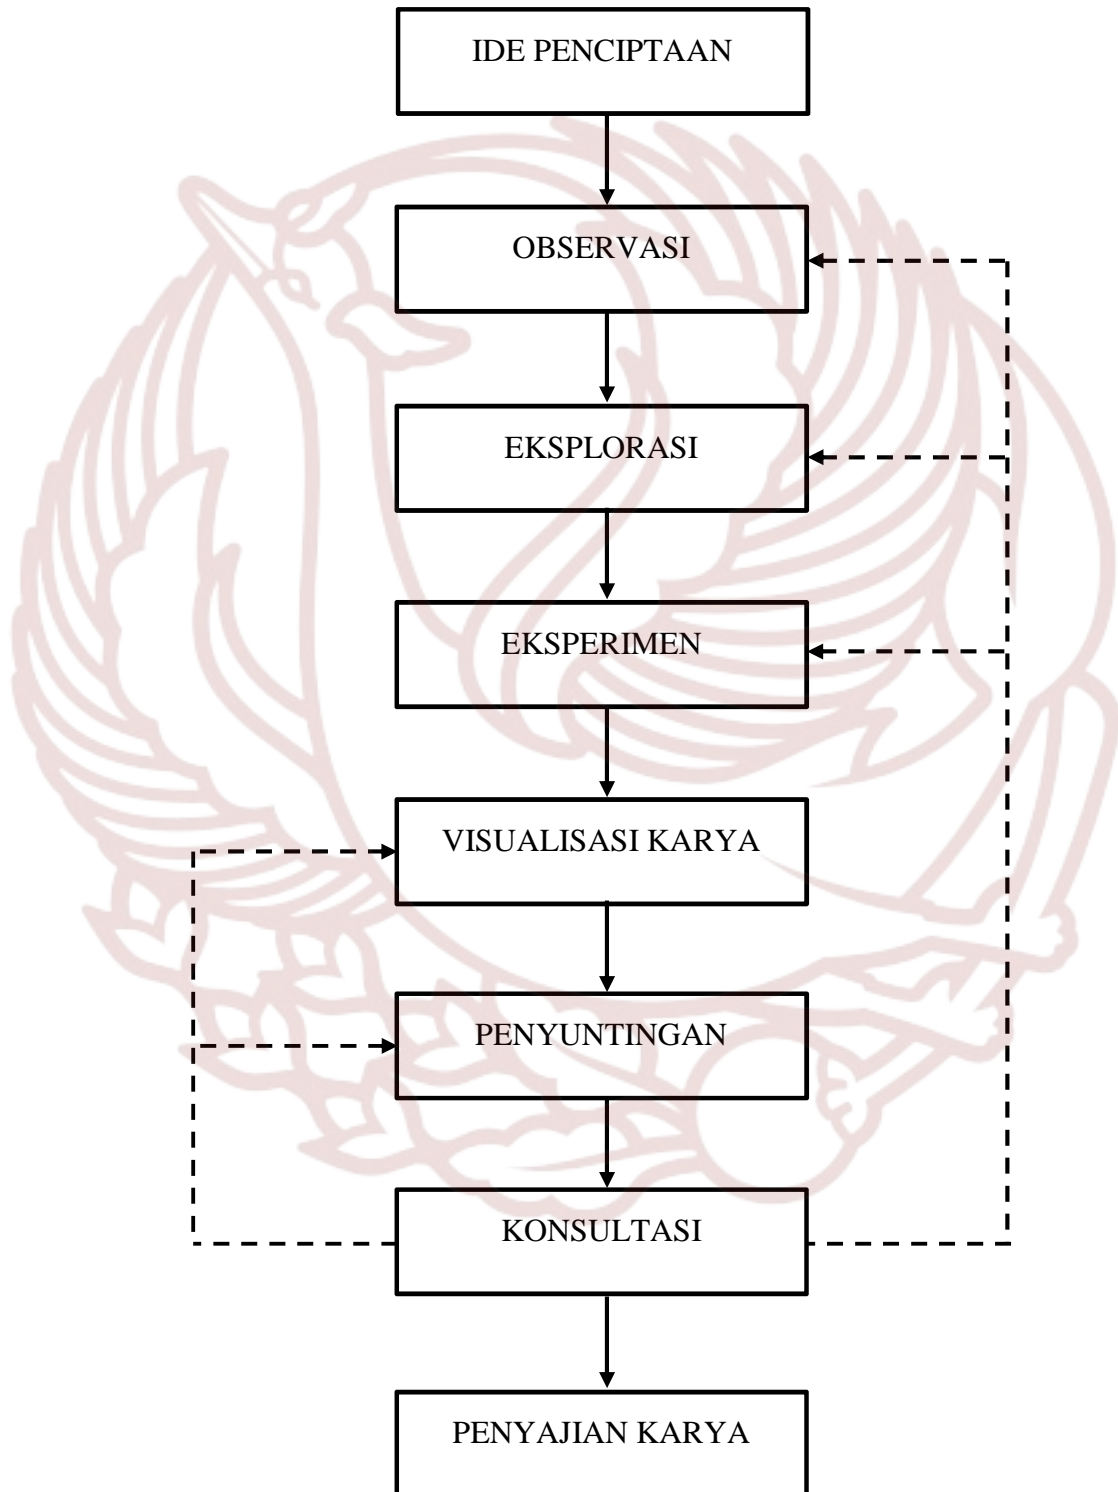 IDE PENCIPTAAN
OBSERVASI
EKSPLORASI
EKSPERIMEN
VISUALISASI KARYA
PENYUNTINGAN
KONSULTASI
PENYAJIAN KARYA